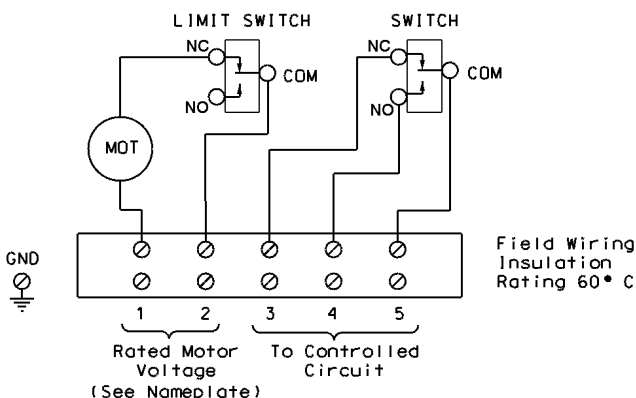 LIMIT SWITCH
SWITCH
NC
COM
NO
NC
COM
NO
MOT
GND
Field Wiring
Insulation
Rating 60° C
1 2 3 4 5
Rated Motor
Voltage
(See Nameplate)
To Controlled
Circuit